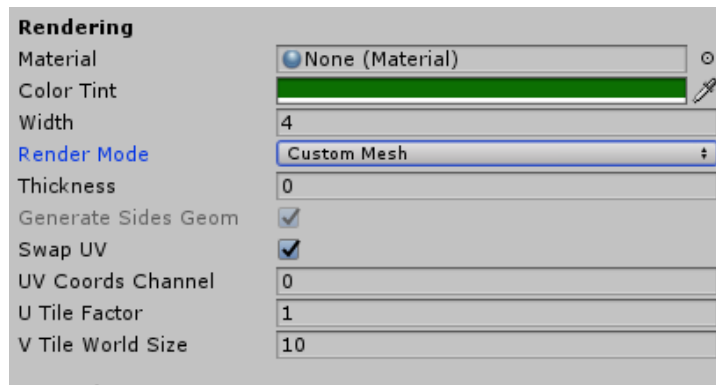 Rendering
Material None (Material)
Color Tint
Width 4
Render Mode Custom Mesh
Thickness 0
Generate Sides Geom
Swap UV
UV Coords Channel 0
U Tile Factor 1
V Tile World Size 10